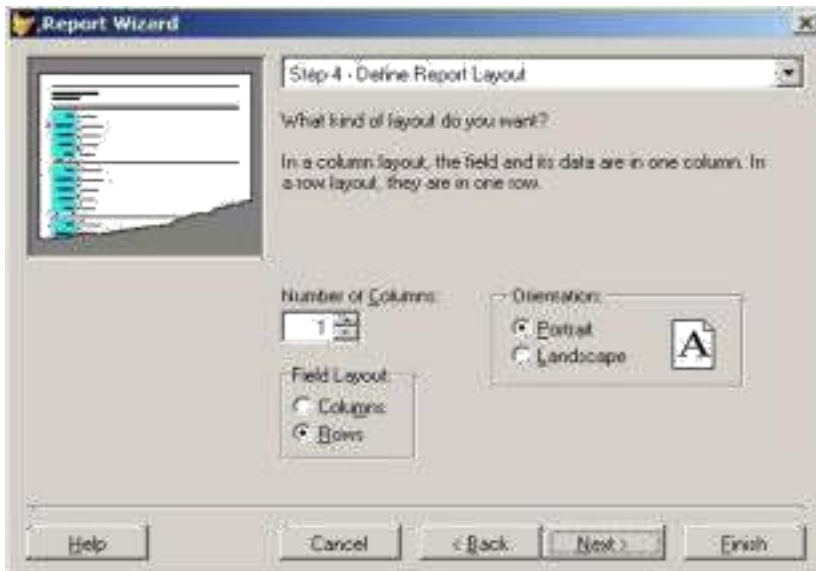 Report Wizard
Step 4 - Define Report Layout
What kind of layout do you want?
In a column layout, the field and its data are in one column. In
a row layout, they are in one row.
Number of Columns:
1
Orientation:
Portrait
Landscape
A
Field Layout:
Columns
Rows
Help
Cancel
< Back
Next >
Finish